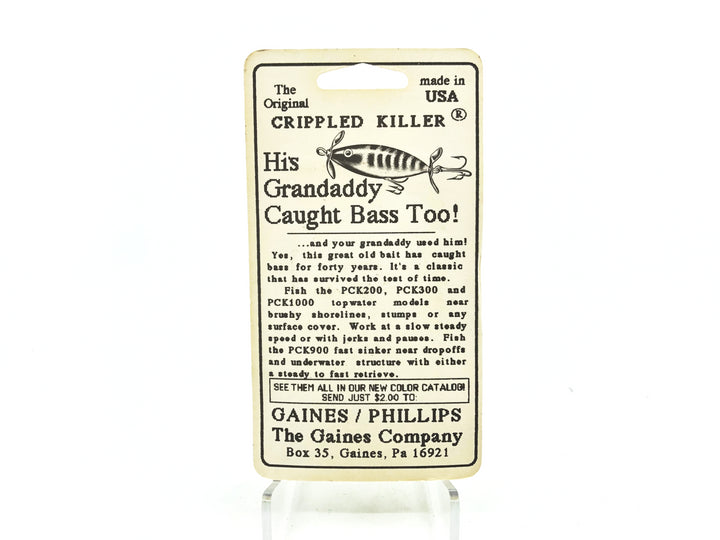 The Original
made in USA
CRIPPLED KILLER ®
Hi's
Grandaddy
Caught Bass Too!
...and your grandaddy used him!
Yes, this great old bait has caught
bass for forty years. It's a classic
that has survived the test of time.
Fish the PCK200, PCK300 and
PCK1000 topwater models near
brushy shorelines, stumps or any
surface cover. Work at a slow steady
speed or with jerks and pauses. Fish
the PCK900 fast sinker near dropoffs
and underwater structure with either
a steady to fast retrieve.
SEE THEM ALL IN OUR NEW COLOR CATALOG!
SEND JUST $2.00 TO:
GAINES / PHILLIPS
The Gaines Company
Box 35, Gaines, Pa 16921